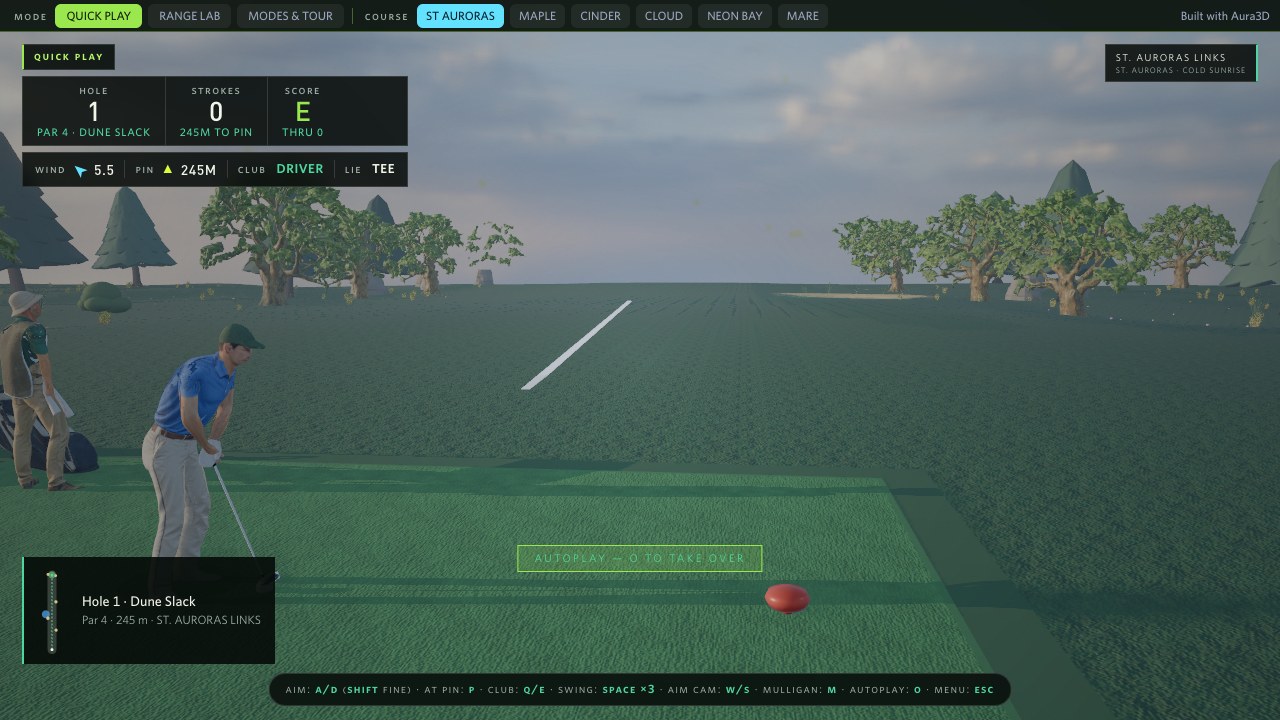 MODE QUICK PLAY RANGE LAB MODES & TOUR COURSE ST AURORAS MAPLE CINDER CLOUD NEON BAY MARE Built with Aura3D
QUICK PLAY
ST. AURORAS LINKS
ST. AURORAS · COLD SUNRISE
HOLE STROKES SCORE
1 0 E
PAR 4 · DUNE SLACK 245M TO PIN THRU 0
WIND 5.5 PIN 245M CLUB DRIVER LIE TEE
AUTOPLAY — O TO TAKE OVER
Hole 1 · Dune Slack
Par 4 · 245 m · ST. AURORAS LINKS
AIM: A/D (SHIFT FINE) · AT PIN: P · CLUB: Q/E · SWING: SPACE ×3 · AIM CAM: W/S · MULLIGAN: M · AUTOPLAY: O · MENU: ESC